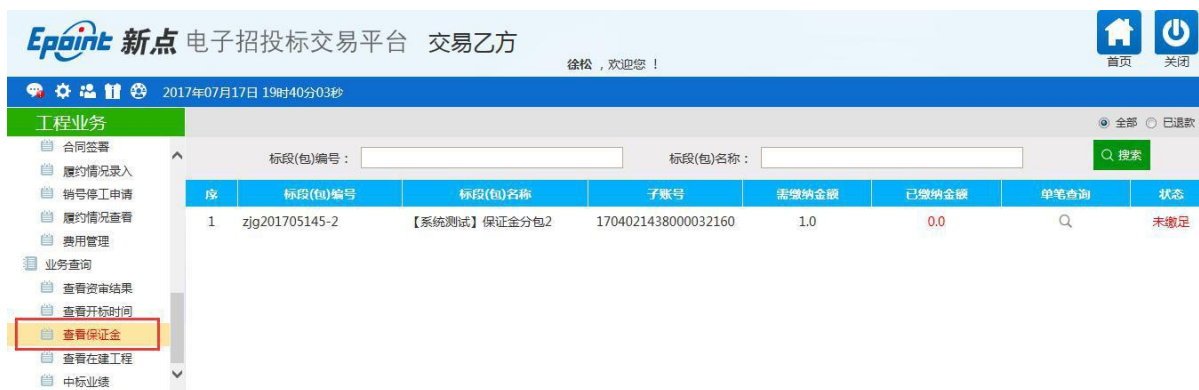 Epoint 新点 电子招投标交易平台 交易乙方
徐松 ,欢迎您 !
首页 关闭
2017年07月17日 19时40分03秒
工程业务
全部 已退款
合同签署
履约情况录入
销号停工申请
履约情况查看
费用管理
业务查询
查看资审结果
查看开标时间
查看保证金
查看在建工程
中标业绩
标段(包)编号: 标段(包)名称: 搜索
序 标段(包)编号 标段(包)名称 子账号 需缴纳金额 已缴纳金额 单笔查询 状态
1 zjg201705145-2 【系统测试】保证金分包2 1704021438000032160 1.0 0.0 未缴足